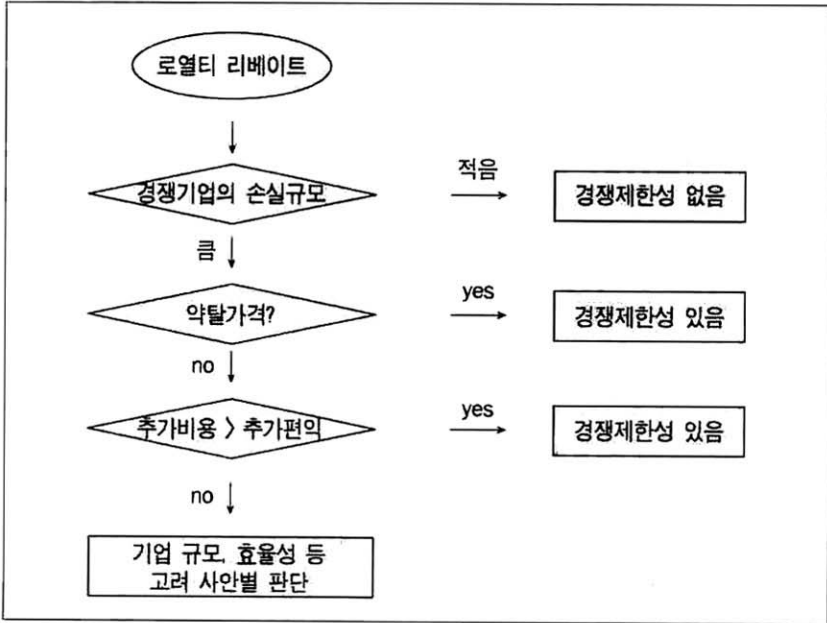 로열티 리베이트
경쟁기업의 손실규모
적음
경쟁제한성 없음
큼
약탈가격?
yes
경쟁제한성 있음
no
추가비용 > 추가편익
yes
경쟁제한성 있음
no
기업 규모, 효율성 등
고려 사안별 판단